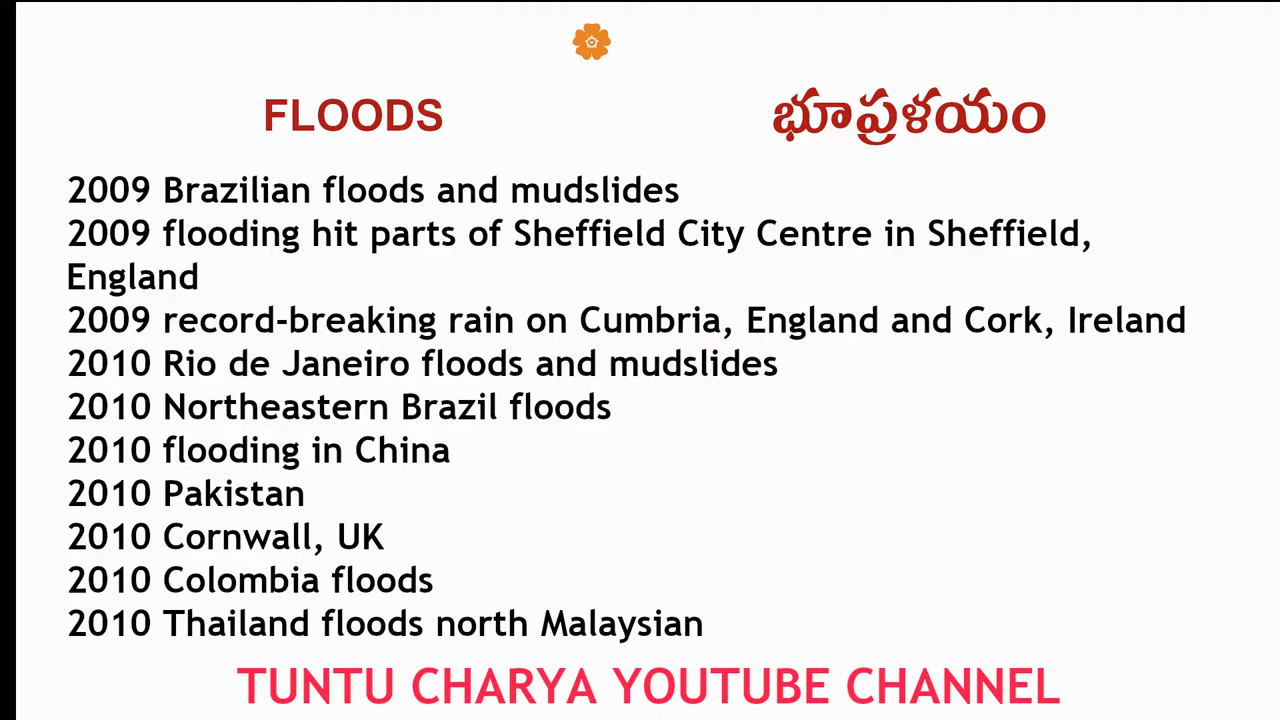 FLOODS భూప్రళయం
2009 Brazilian floods and mudslides
2009 flooding hit parts of Sheffield City Centre in Sheffield,
England
2009 record-breaking rain on Cumbria, England and Cork, Ireland
2010 Rio de Janeiro floods and mudslides
2010 Northeastern Brazil floods
2010 flooding in China
2010 Pakistan
2010 Cornwall, UK
2010 Colombia floods
2010 Thailand floods north Malaysian
TUNTU CHARYA YOUTUBE CHANNEL